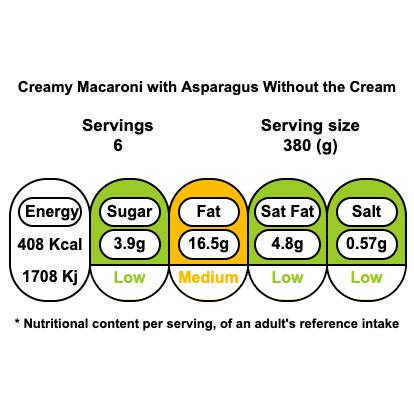 Creamy Macaroni with Asparagus Without the Cream
Servings Serving size
6 380 (g)
Energy Sugar Fat Sat Fat Salt
408 Kcal 3.9g 16.5g 4.8g 0.57g
1708 Kj Low Medium Low Low
* Nutritional content per serving, of an adult's reference intake